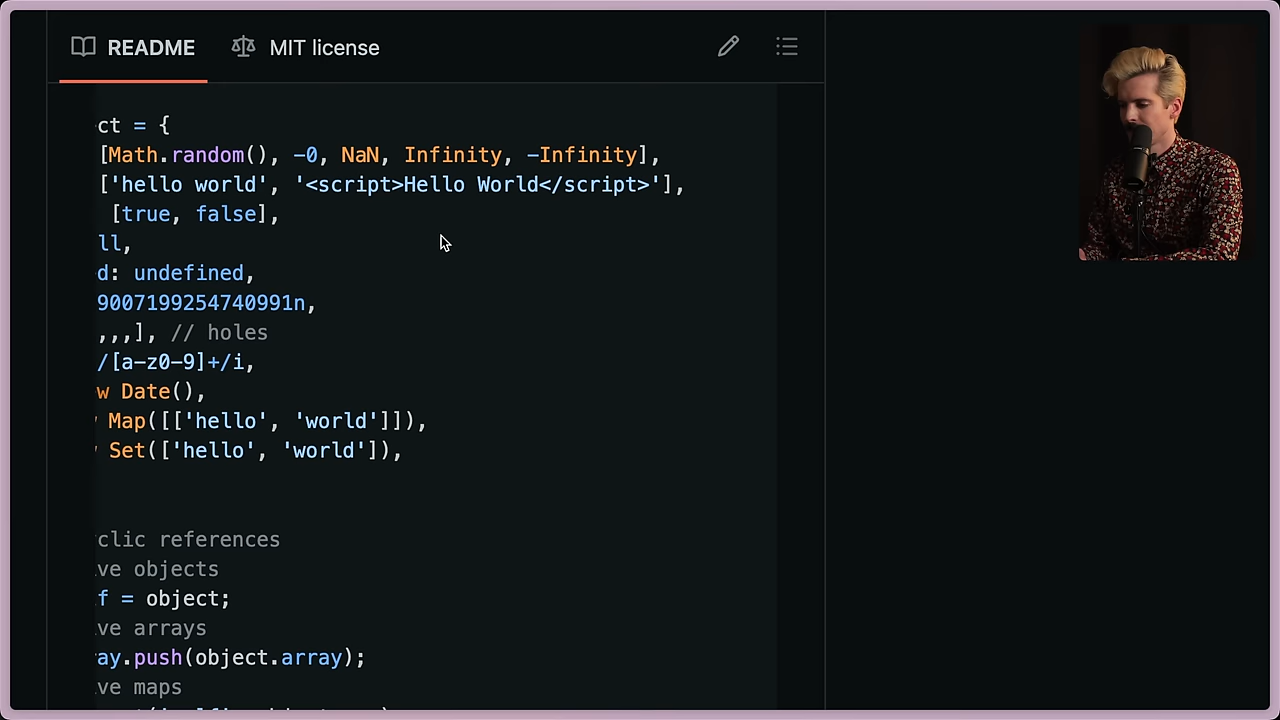 README
MIT license
ct = {
[Math.random(), -0, NaN, Infinity, -Infinity],
['hello world', '<script>Hello World</script>'],
[true, false],
ll,
d: undefined,
9007199254740991n,
,,,], // holes
/[a-z0-9]+/i,
w Date(),
Map([['hello', 'world']]),
Set(['hello', 'world']),
clic references
ve objects
f = object;
ve arrays
ay.push(object.array);
ve maps